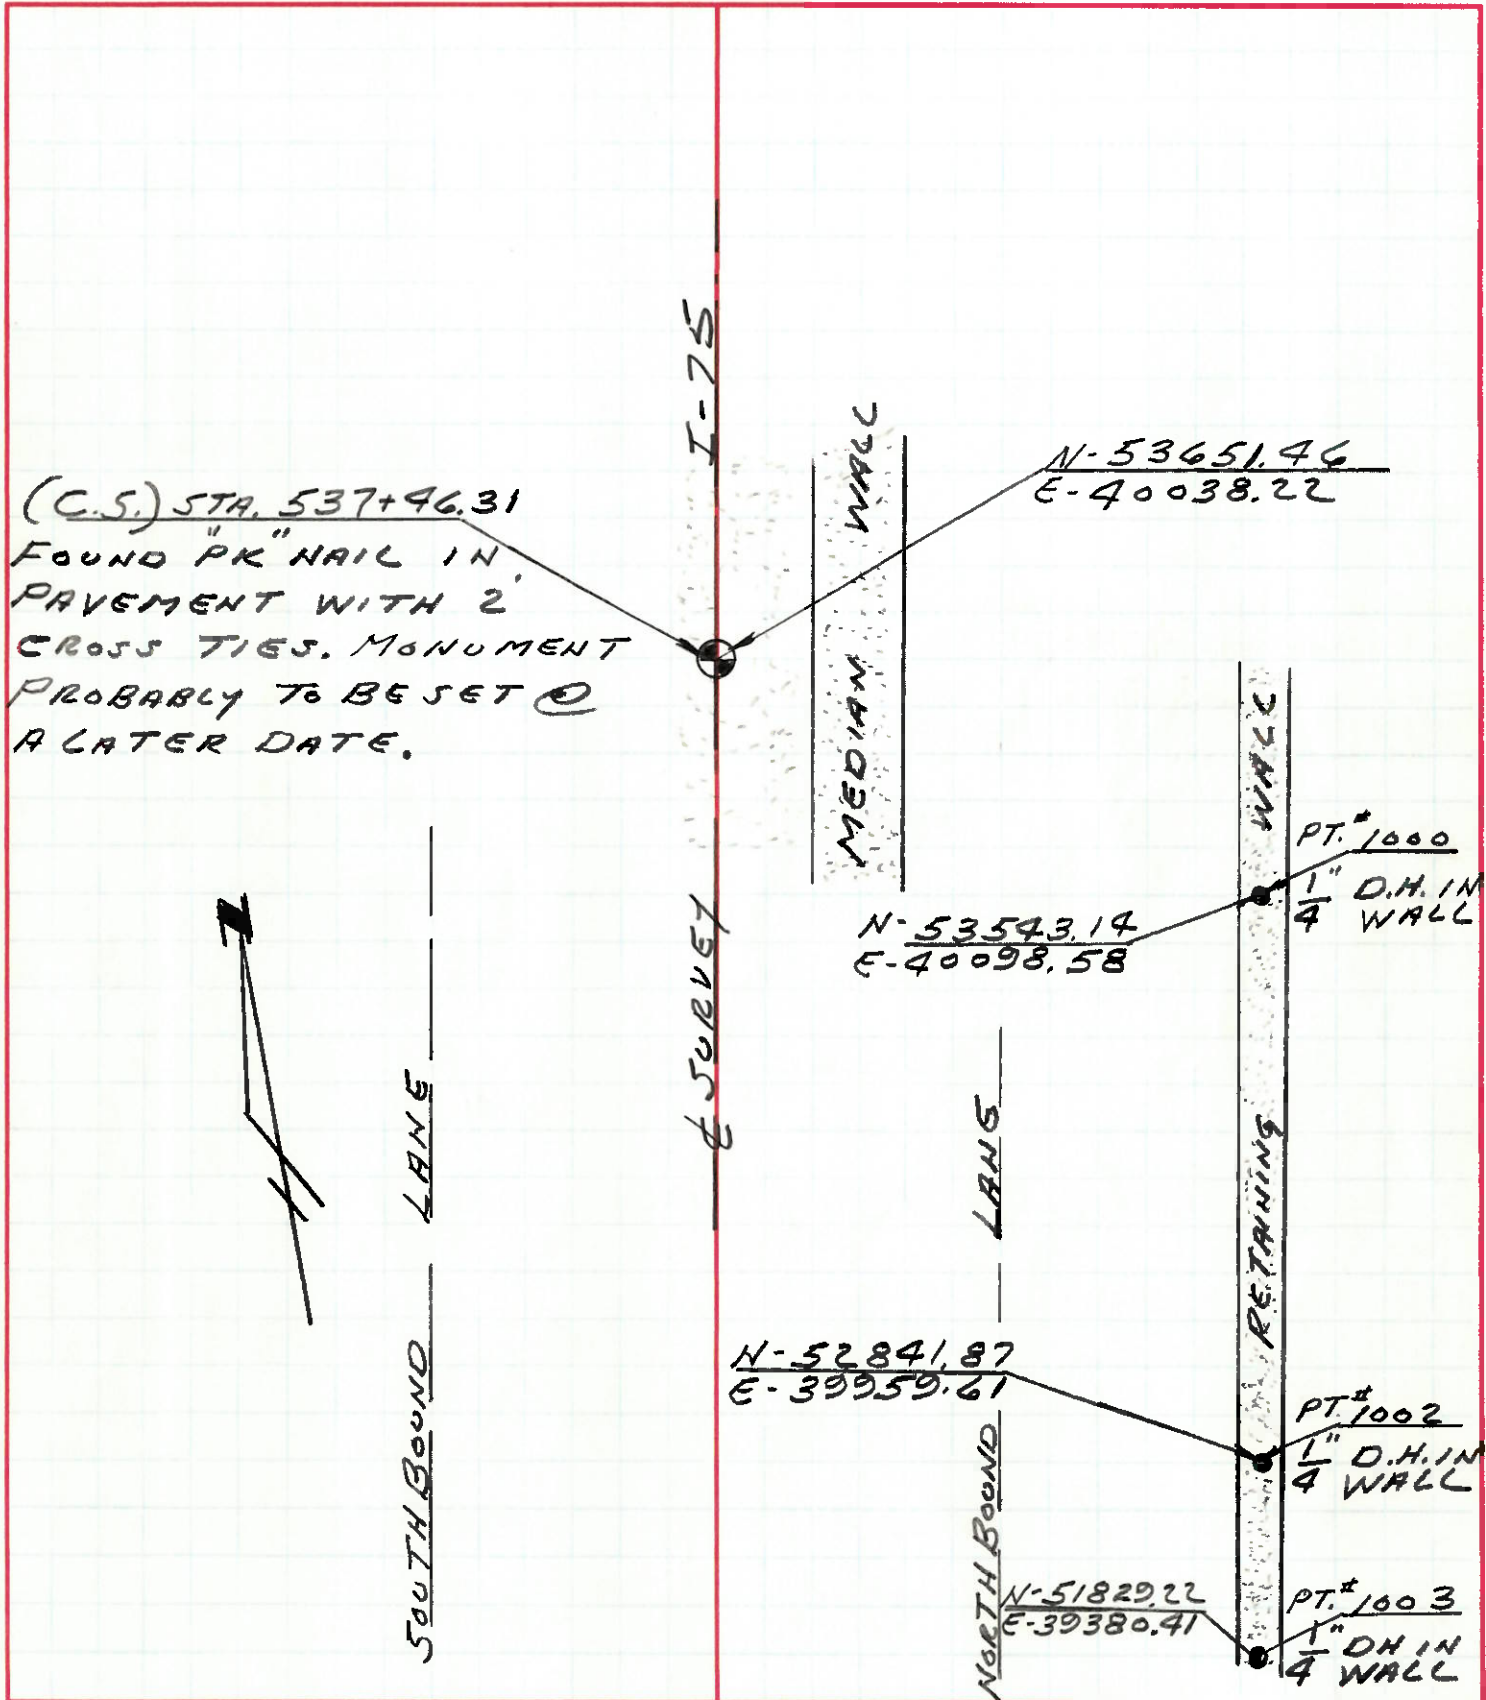 I-75
(C.S.) STA. 537+46.31
FOUND "PK" NAIL IN
PAVEMENT WITH 2'
CROSS TIES. MONUMENT
PROBABLY TO BE SET @
A LATER DATE.
N-53651.46
E-40038.22
MEDIAN WALL
℄ SURVEY
RETAINING WALL
PT.# 1000
1/4" D.H. IN
WALL
N-53543.14
E-40098.58
SOUTH BOUND LANE
NORTH BOUND LANE
N-52841.87
E-39959.61
PT.# 1002
1/4" D.H. IN
WALL
N-51829.22
E-39380.41
PT.# 1003
1/4" DH IN
WALL